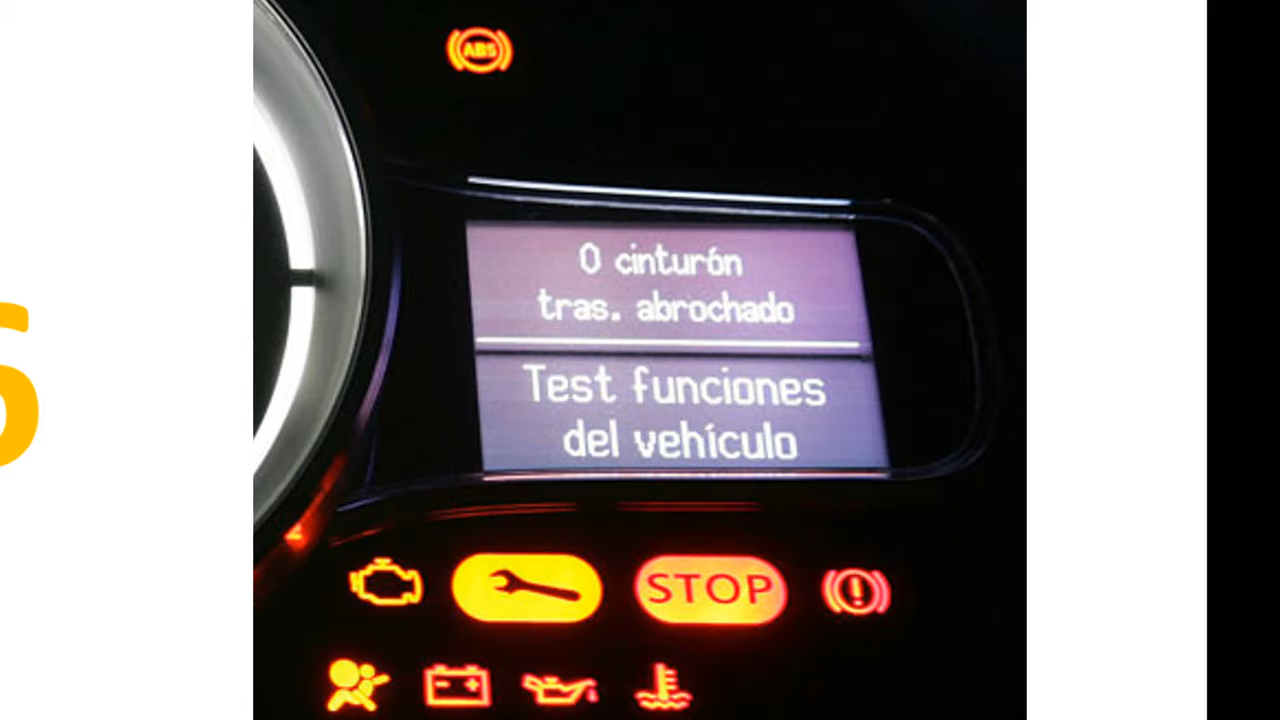 ABS
0 cinturón
tras. abrochado
Test funciones
del vehículo
STOP